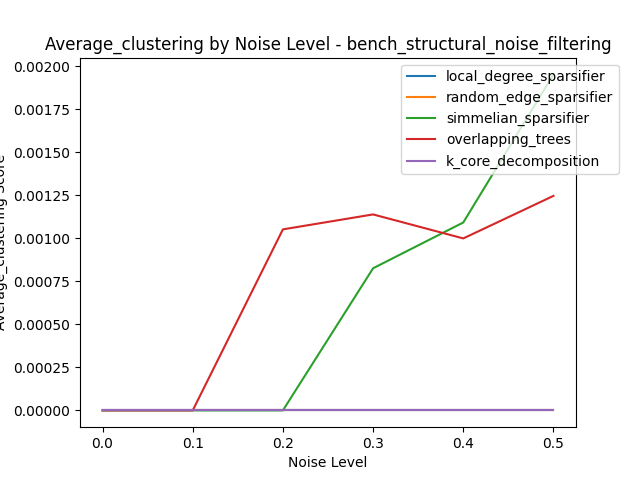 Average_clustering by Noise Level - bench_structural_noise_filtering
0.00200
0.00175
0.00150
0.00125
0.00100
0.00075
0.00050
0.00025
0.00000
Average_clustering Score
local_degree_sparsifier
random_edge_sparsifier
simmelian_sparsifier
overlapping_trees
k_core_decomposition
0.0 0.1 0.2 0.3 0.4 0.5
Noise Level